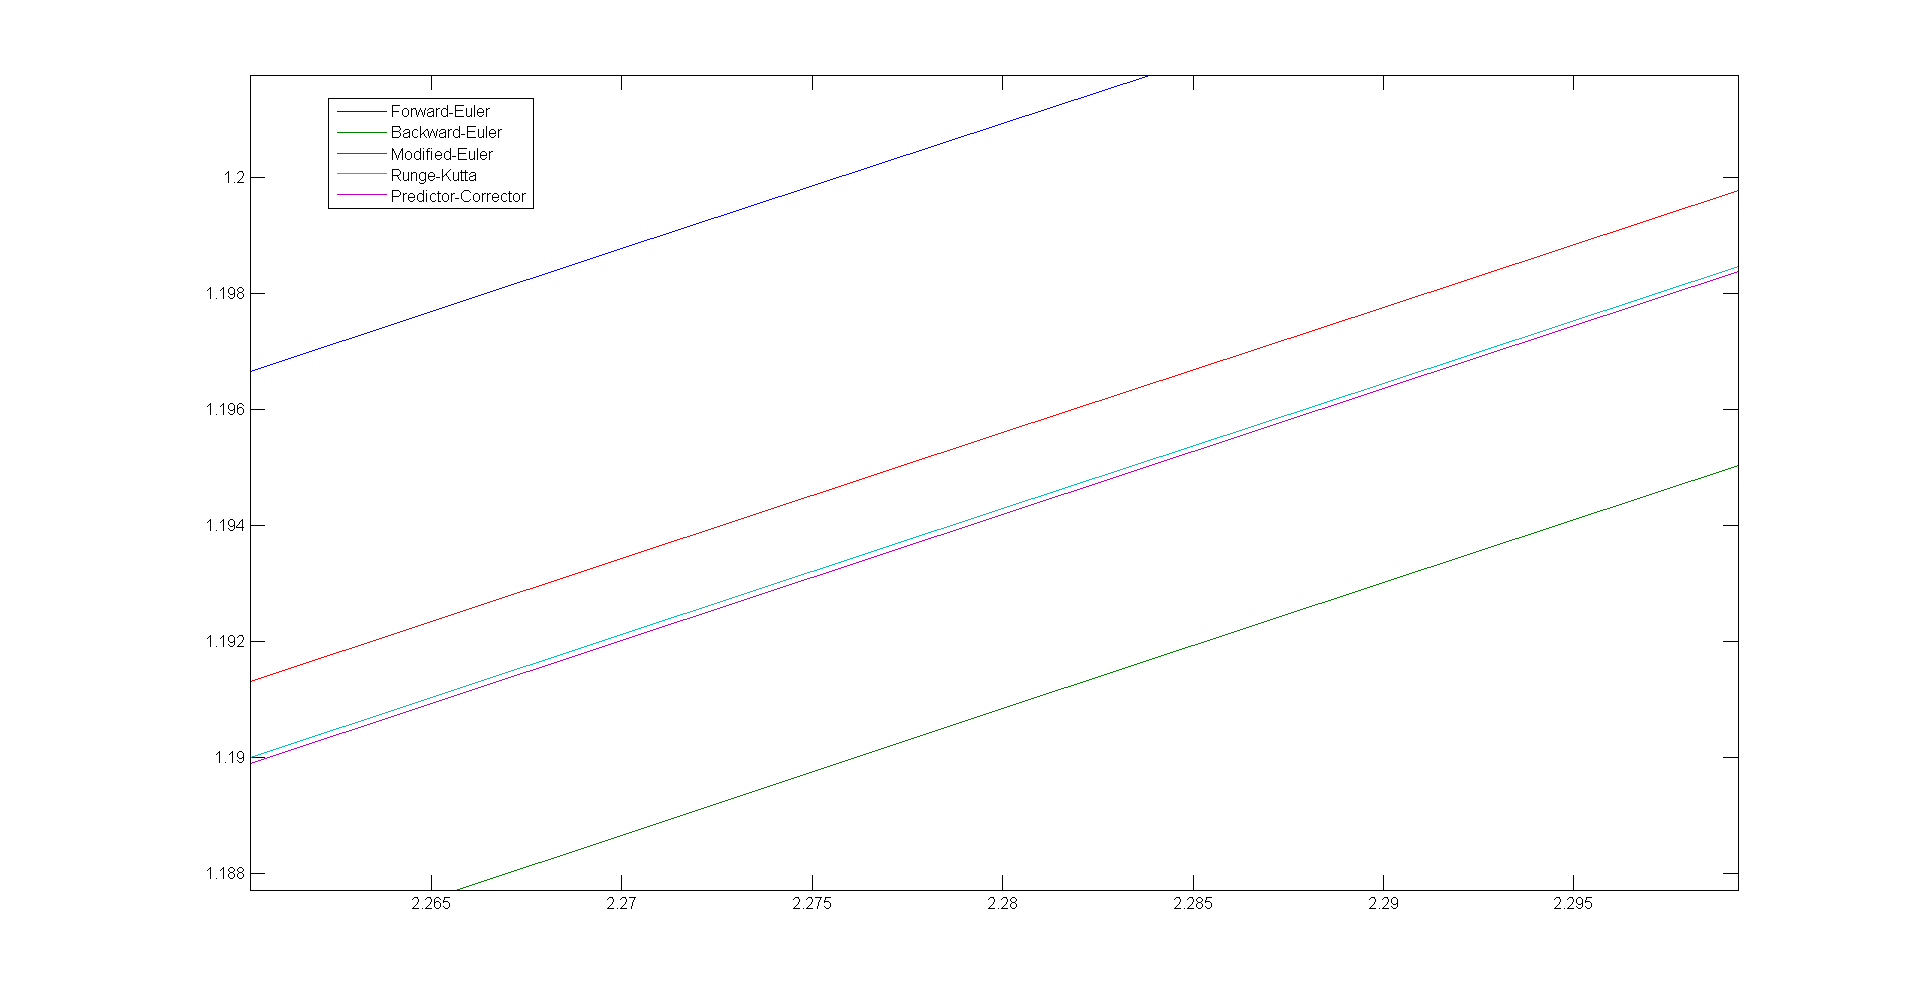 Forward-Euler
Backward-Euler
Modified-Euler
Runge-Kutta
Predictor-Corrector
1.2
1.198
1.196
1.194
1.192
1.19
1.188
2.265 2.27 2.275 2.28 2.285 2.29 2.295